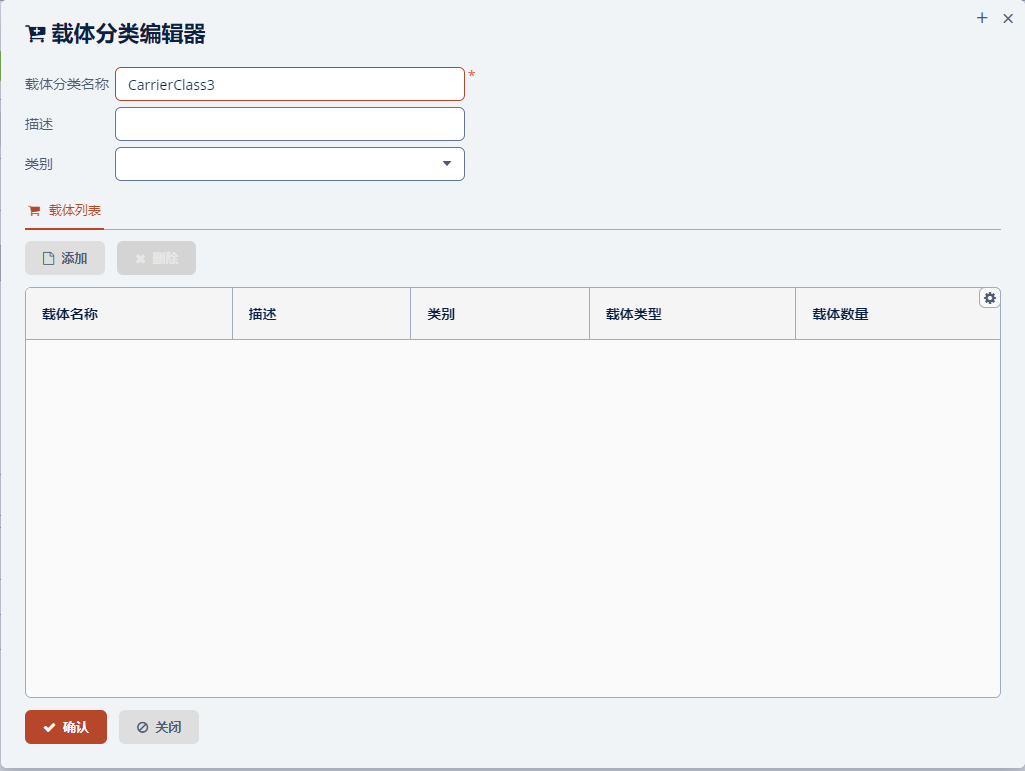 载体分类编辑器
载体分类名称 CarrierClass3 *
描述
类别
载体列表
添加 删除
载体名称 描述 类别 载体类型 载体数量
确认 关闭